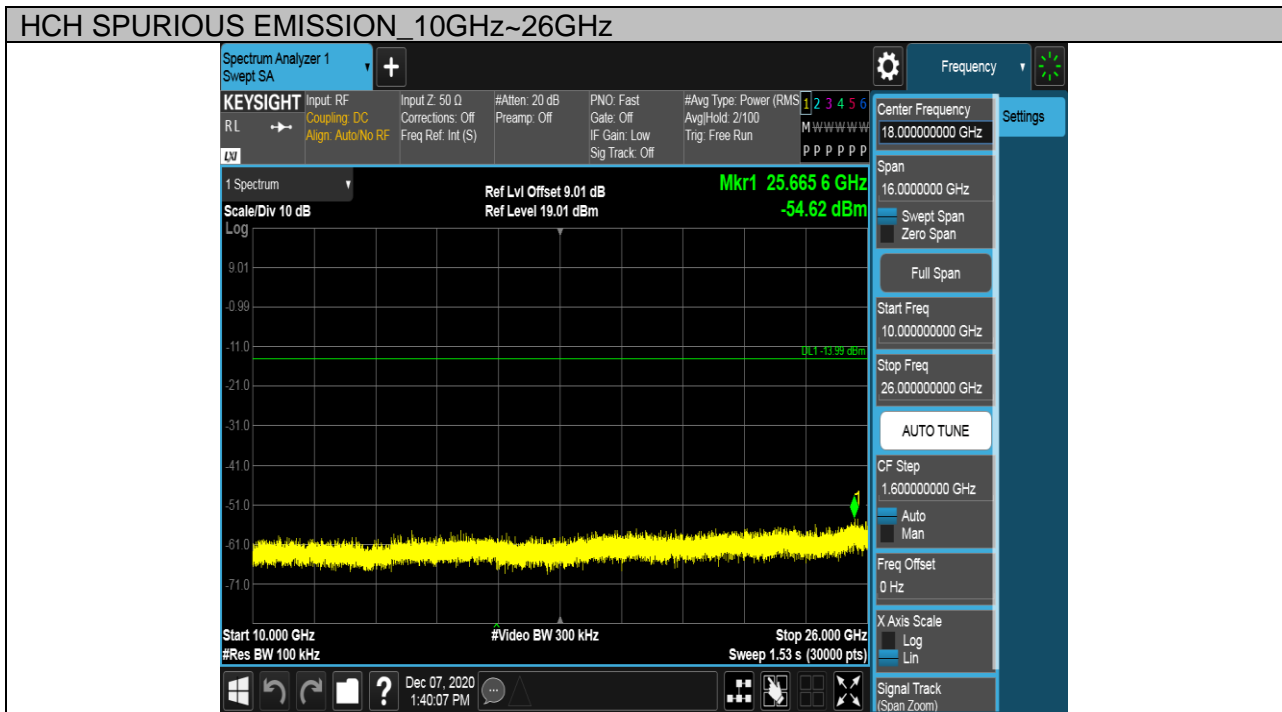 HCH SPURIOUS EMISSION_10GHz~26GHz
Spectrum Analyzer 1
Swept SA
+
Frequency
KEYSIGHT
RL
LXI
Input: RF
Coupling: DC
Align: Auto/No RF
Input Z: 50 Ω
Corrections: Off
Freq Ref: Int (S)
#Atten: 20 dB
Preamp: Off
PNO: Fast
Gate: Off
IF Gain: Low
Sig Track: Off
#Avg Type: Power (RMS
Avg|Hold: 2/100
Trig: Free Run
1 2 3 4 5 6
M W W W W W
P P P P P P
1 Spectrum
Scale/Div 10 dB
Log
Ref Lvl Offset 9.01 dB
Ref Level 19.01 dBm
Mkr1 25.665 6 GHz
-54.62 dBm
9.01
-0.99
-11.0
DL1 -13.99 dBm
-21.0
-31.0
-41.0
-51.0
1
-61.0
-71.0
Start 10.000 GHz
#Res BW 100 kHz
#Video BW 300 kHz
Stop 26.000 GHz
Sweep 1.53 s (30000 pts)
Center Frequency
18.000000000 GHz
Settings
Span
16.0000000 GHz
Swept Span
Zero Span
Full Span
Start Freq
10.000000000 GHz
Stop Freq
26.000000000 GHz
AUTO TUNE
CF Step
1.600000000 GHz
Auto
Man
Freq Offset
0 Hz
X Axis Scale
Log
Lin
Signal Track
(Span Zoom)
?
Dec 07, 2020
1:40:07 PM